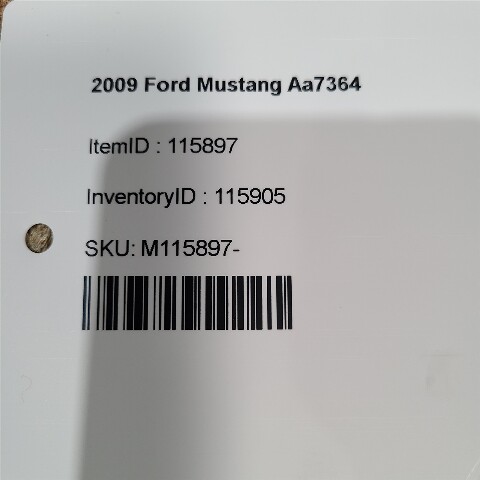 2009 Ford Mustang Aa7364
ItemID : 115897
InventoryID : 115905
SKU: M115897-